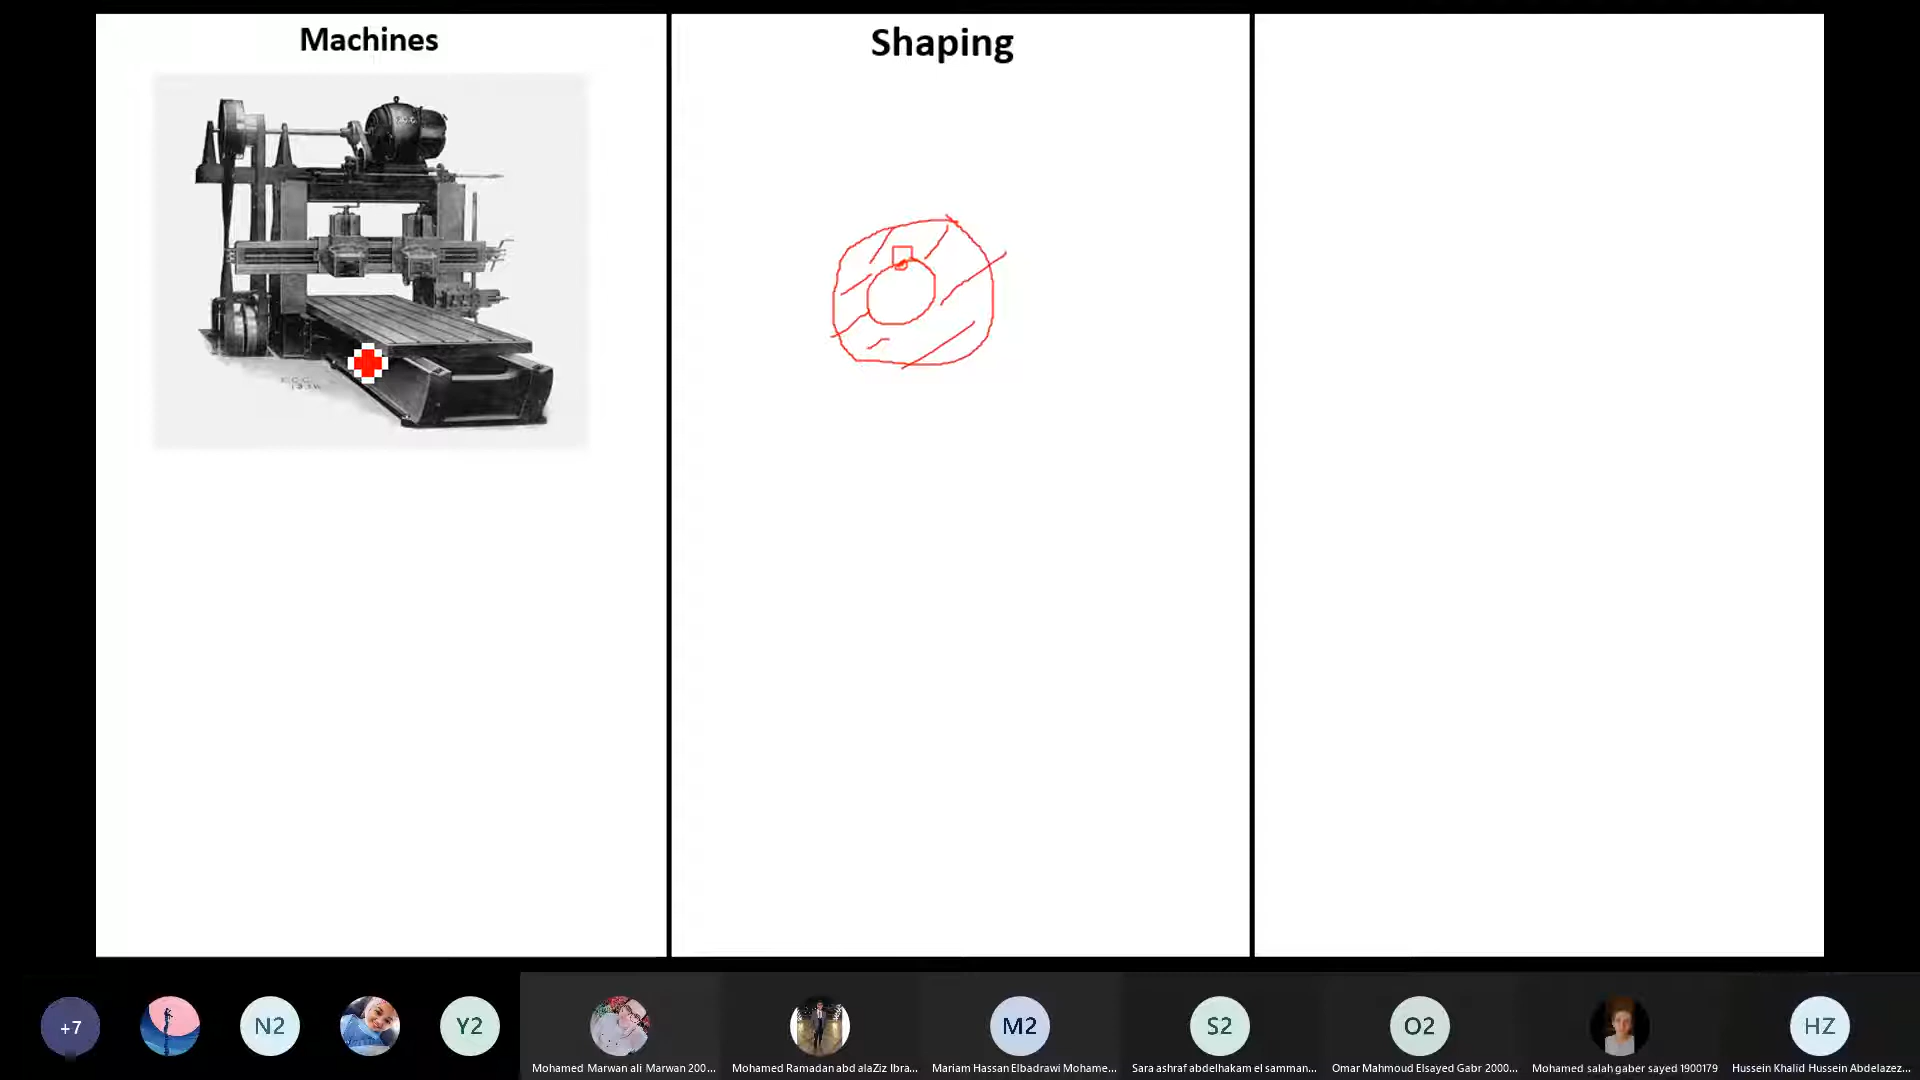 Machines
Shaping
G.E.C.
E.C.C.
+7
N2
Y2
M2
S2
O2
HZ
Mohamed Marwan ali Marwan 200...
Mohamed Ramadan abd alaZiz Ibra...
Mariam Hassan Elbadrawi Mohame...
Sara ashraf abdelhakam el samman...
Omar Mahmoud Elsayed Gabr 2000...
Mohamed salah gaber sayed 1900179
Hussein Khalid Hussein Abdelazez...